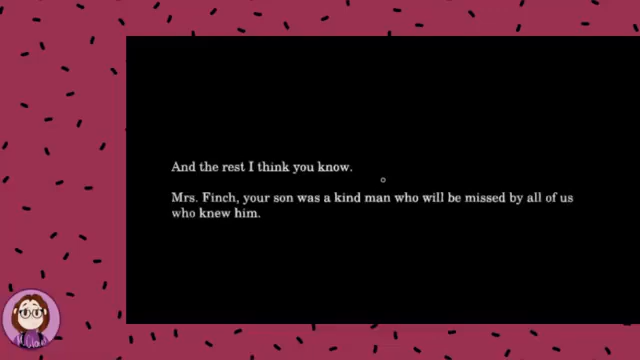 And the rest I think you know.
Mrs. Finch, your son was a kind man who will be missed by all of us
who knew him.